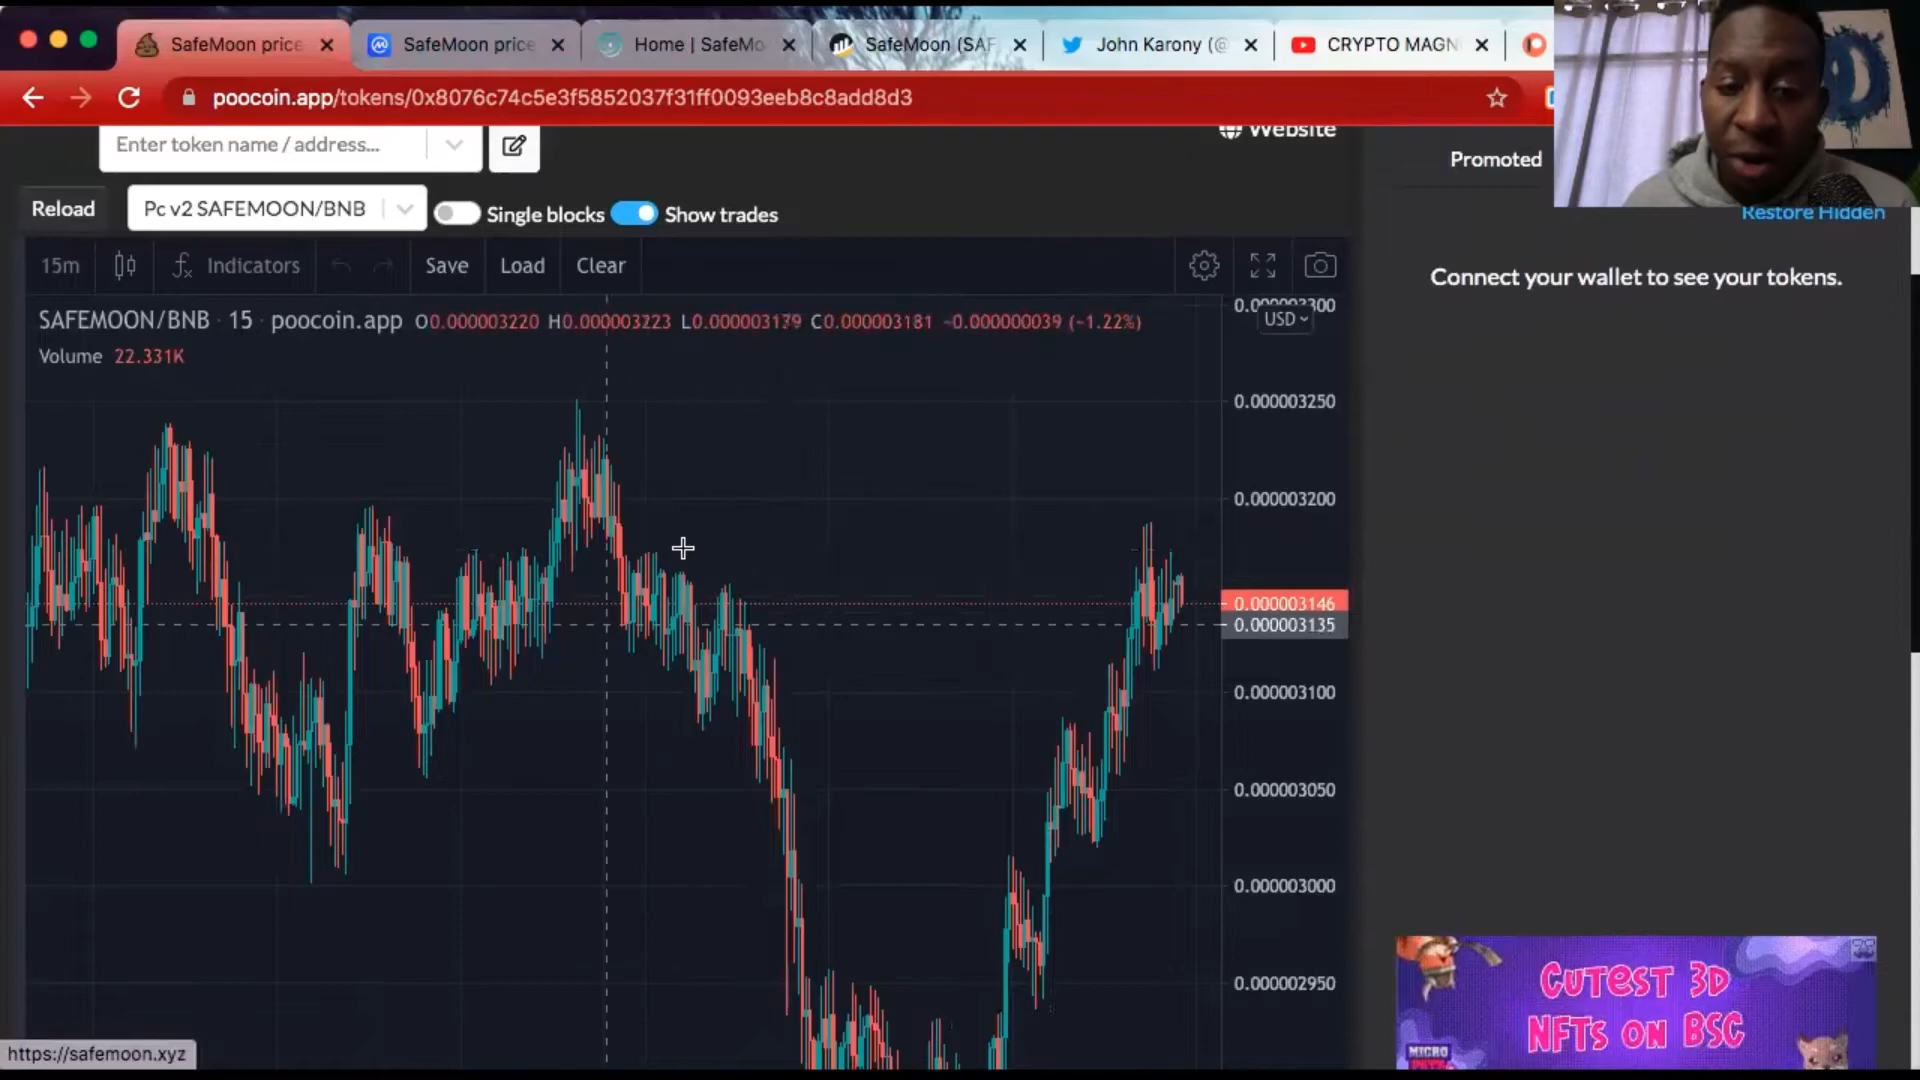 SafeMoon price
SafeMoon price
Home | SafeMo
SafeMoon (SAF
John Karony (@
CRYPTO MAGN
poocoin.app/tokens/0x8076c74c5e3f5852037f31ff0093eeb8c8add8d3
Enter token name / address...
Website
Promoted
Reload
Pc v2 SAFEMOON/BNB
Single blocks
Show trades
Restore Hidden
15m
Indicators
Save
Load
Clear
Connect your wallet to see your tokens.
SAFEMOON/BNB · 15 · poocoin.app O0.000003220 H0.000003223 L0.000003179 C0.000003181 −0.000000039 (−1.22%)
0.000003300
USD
Volume 22.331K
0.000003250
0.000003200
0.000003146
0.000003135
0.000003100
0.000003050
0.000003000
0.000002950
CUTEST 3D
NFTS ON BSC
MICRO
PETS
https://safemoon.xyz